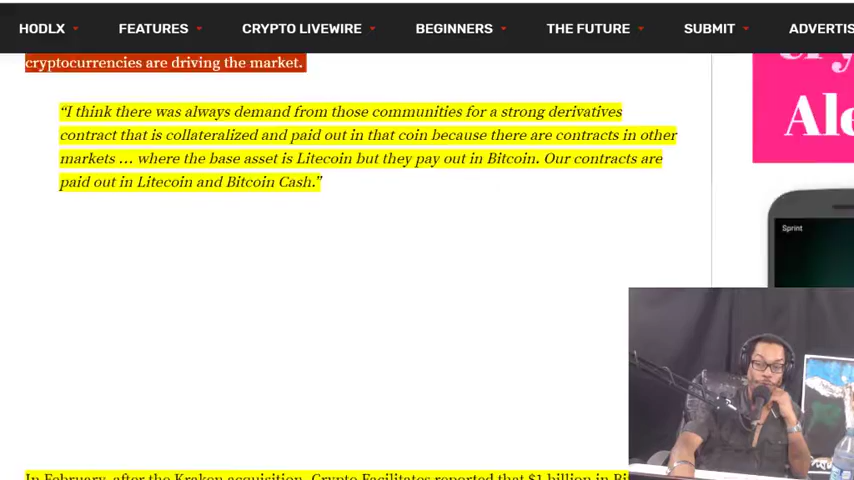 HODLX FEATURES CRYPTO LIVEWIRE BEGINNERS THE FUTURE SUBMIT
cryptocurrencies are driving the market.
“I think there was always demand from those communities for a strong derivatives
contract that is collateralized and paid out in that coin because there are contracts in other
markets … where the base asset is Litecoin but they pay out in Bitcoin. Our contracts are
paid out in Litecoin and Bitcoin Cash.”
Sprint
In February, after the Kraken acquisition, Crypto Facilitates reported that $1 billion in